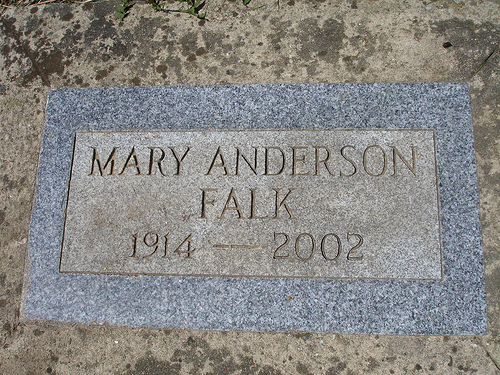 MARY ANDERSON
FALK
1914 — 2002